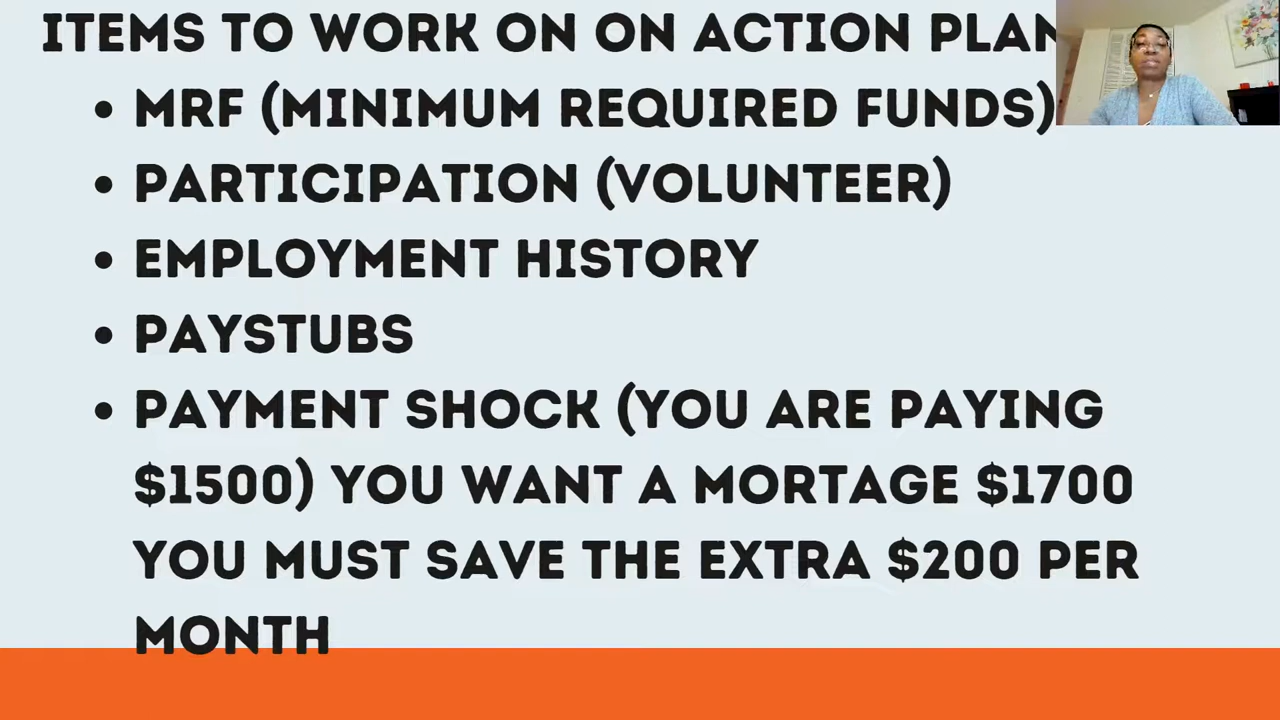 ITEMS TO WORK ON ON ACTION PLAN
• MRF (MINIMUM REQUIRED FUNDS)
• PARTICIPATION (VOLUNTEER)
• EMPLOYMENT HISTORY
• PAYSTUBS
• PAYMENT SHOCK (YOU ARE PAYING
$1500) YOU WANT A MORTAGE $1700
YOU MUST SAVE THE EXTRA $200 PER
MONTH